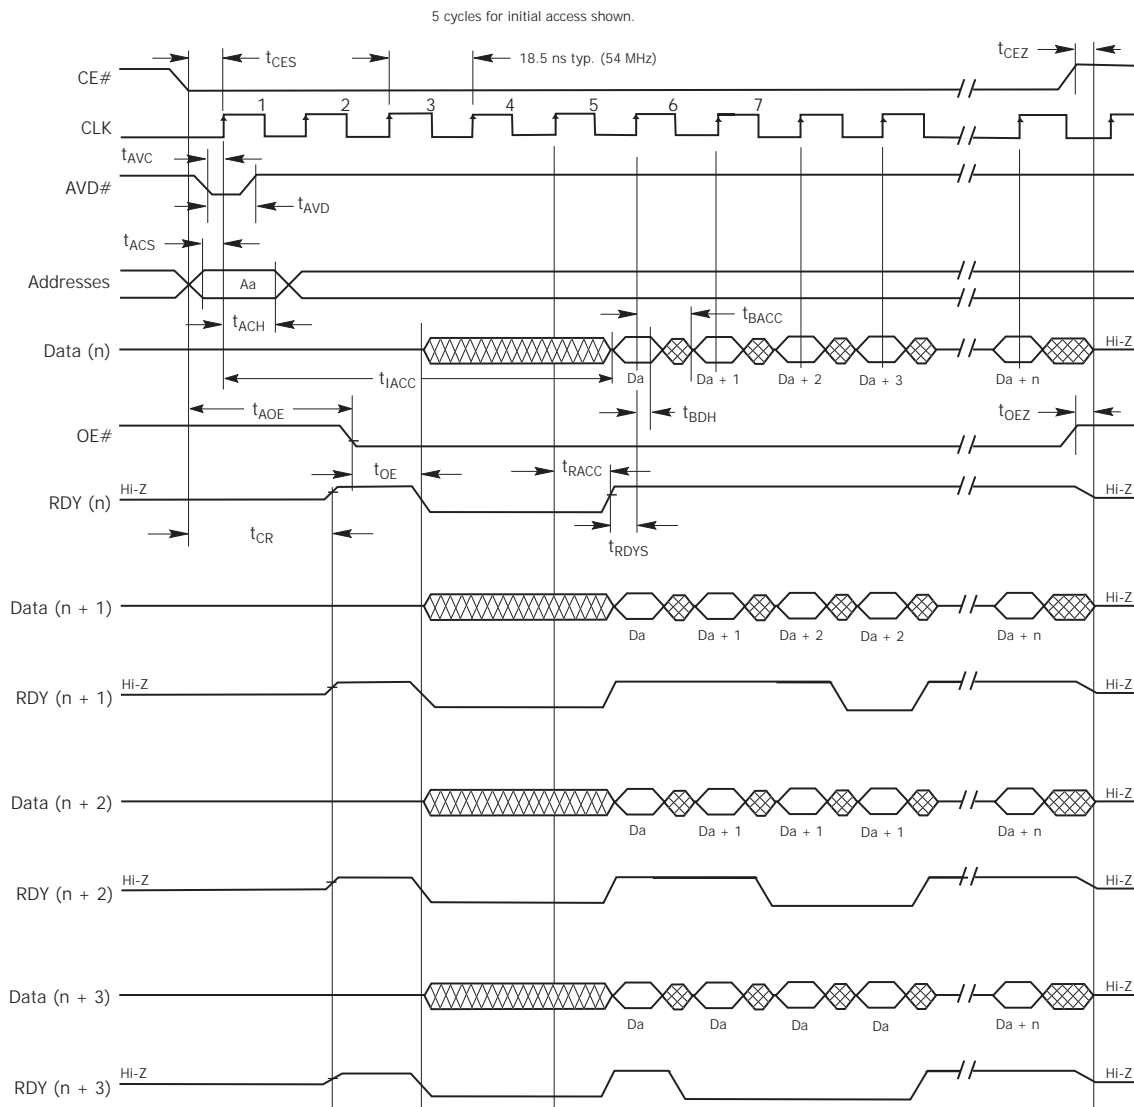 5 cycles for initial access shown.
tCES
18.5 ns typ. (54 MHz)
tCEZ
CE#
1 2 3 4 5 6 7
CLK
tAVC
AVD#
tAVD
tACS
Addresses
Aa
tACH
tBACC
Data (n)
Hi-Z
tIACC
Da Da + 1 Da + 2 Da + 3 Da + n
tAOE
tBDH
tOEZ
OE#
tOE
tRACC
RDY (n)
Hi-Z
Hi-Z
tCR
tRDYS
Data (n + 1)
Hi-Z
Da Da + 1 Da + 2 Da + 2 Da + n
RDY (n + 1)
Hi-Z
Hi-Z
Data (n + 2)
Hi-Z
Da Da + 1 Da + 1 Da + 1 Da + n
RDY (n + 2)
Hi-Z
Hi-Z
Data (n + 3)
Hi-Z
Da Da Da Da Da + n
RDY (n + 3)
Hi-Z
Hi-Z